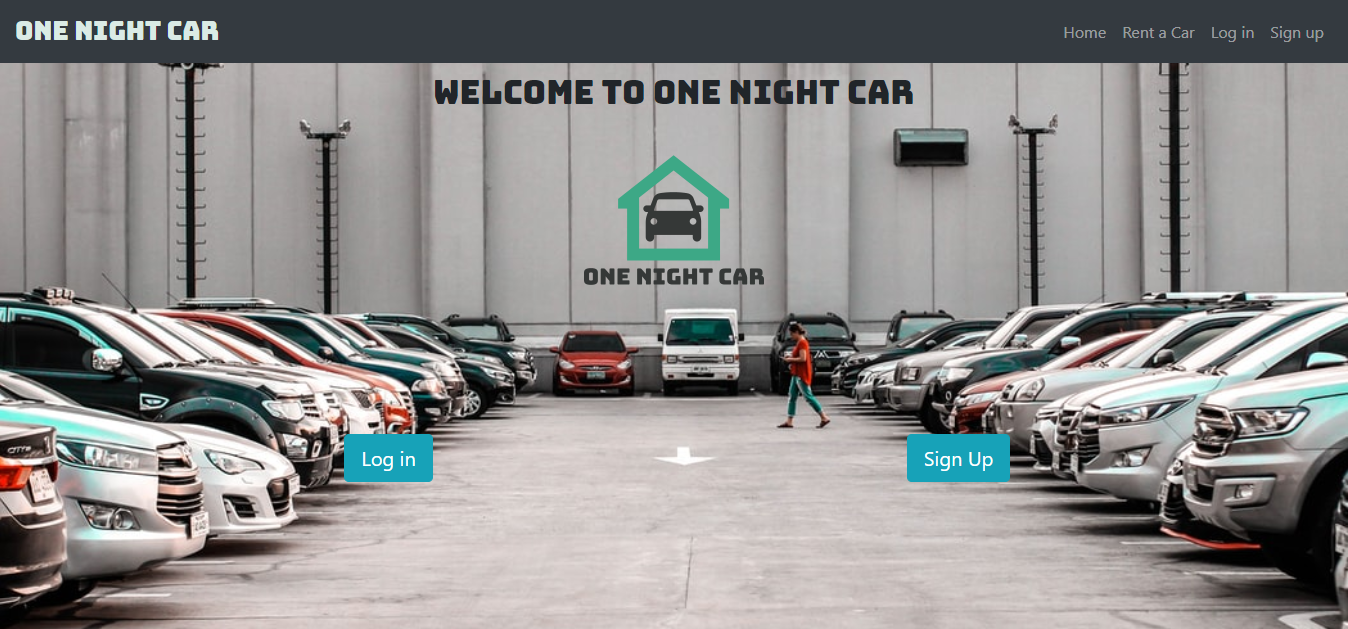 ONE NIGHT CAR
Home Rent a Car Log in Sign up
WELCOME TO ONE NIGHT CAR
ONE NIGHT CAR
Log in
Sign Up